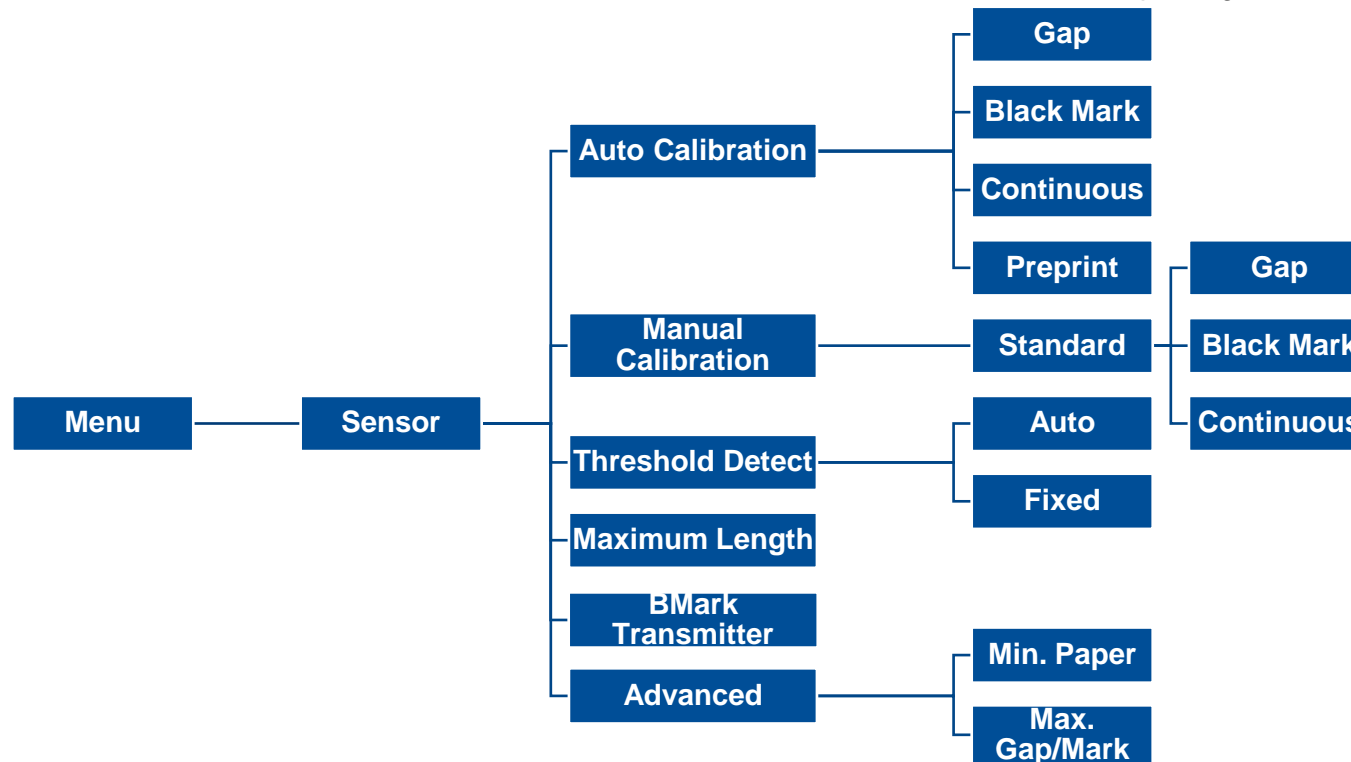 Gap
Black Mark
Auto Calibration
Continuous
Preprint
Gap
Manual
Calibration
Standard
Black Mark
Menu
Sensor
Auto
Continuous
Threshold Detect
Fixed
Maximum Length
BMark
Transmitter
Min. Paper
Advanced
Max.
Gap/Mark